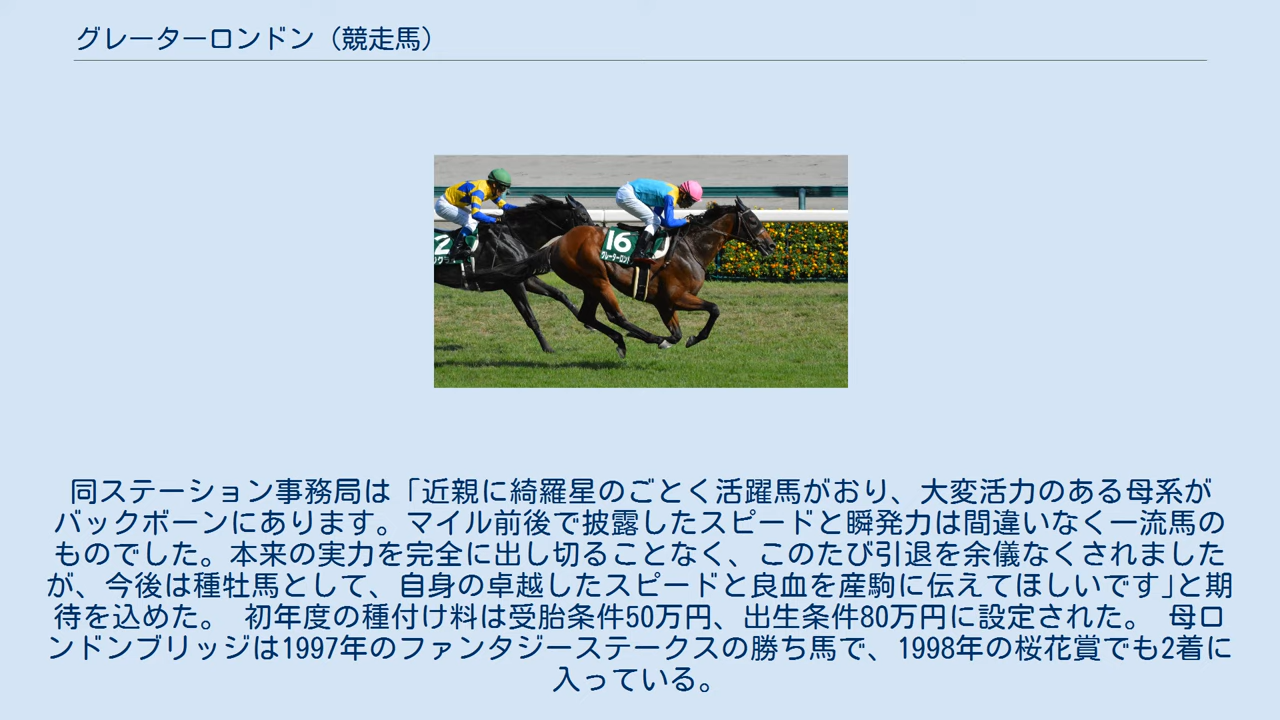 グレーターロンドン（競走馬）
16
グレーターロン
2
同ステーション事務局は「近親に綺羅星のごとく活躍馬がおり、大変活力のある母系が
バックボーンにあります。マイル前後で披露したスピードと瞬発力は間違いなく一流馬の
ものでした。本来の実力を完全に出し切ることなく、このたび引退を余儀なくされました
が、今後は種牡馬として、自身の卓越したスピードと良血を産駒に伝えてほしいです」と期
待を込めた。 初年度の種付け料は受胎条件50万円、出生条件80万円に設定された。 母ロ
ンドンブリッジは1997年のファンタジーステークスの勝ち馬で、1998年の桜花賞でも2着に
入っている。